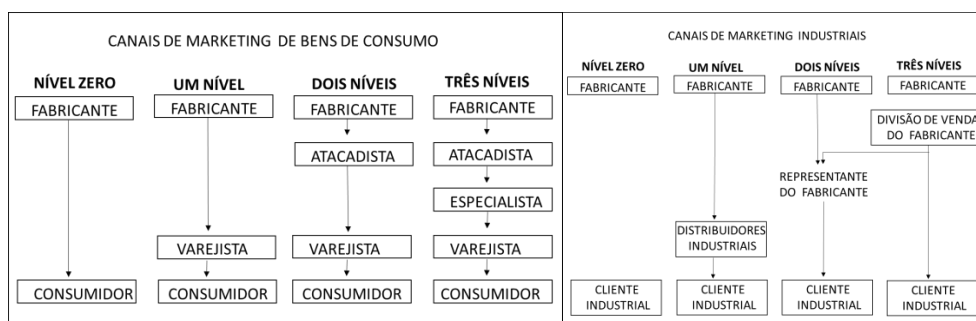 CANAIS DE MARKETING DE BENS DE CONSUMO
NÍVEL ZERO
UM NÍVEL
DOIS NÍVEIS
TRÊS NÍVEIS
FABRICANTE
FABRICANTE
FABRICANTE
FABRICANTE
ATACADISTA
ATACADISTA
ESPECIALISTA
VAREJISTA
VAREJISTA
VAREJISTA
CONSUMIDOR
CONSUMIDOR
CONSUMIDOR
CONSUMIDOR
CANAIS DE MARKETING INDUSTRIAIS
NÍVEL ZERO
UM NÍVEL
DOIS NÍVEIS
TRÊS NÍVEIS
FABRICANTE
FABRICANTE
FABRICANTE
FABRICANTE
DIVISÃO DE VENDA
DO FABRICANTE
REPRESENTANTE
DO FABRICANTE
DISTRIBUIDORES
INDUSTRIAIS
CLIENTE
INDUSTRIAL
CLIENTE
INDUSTRIAL
CLIENTE
INDUSTRIAL
CLIENTE
INDUSTRIAL